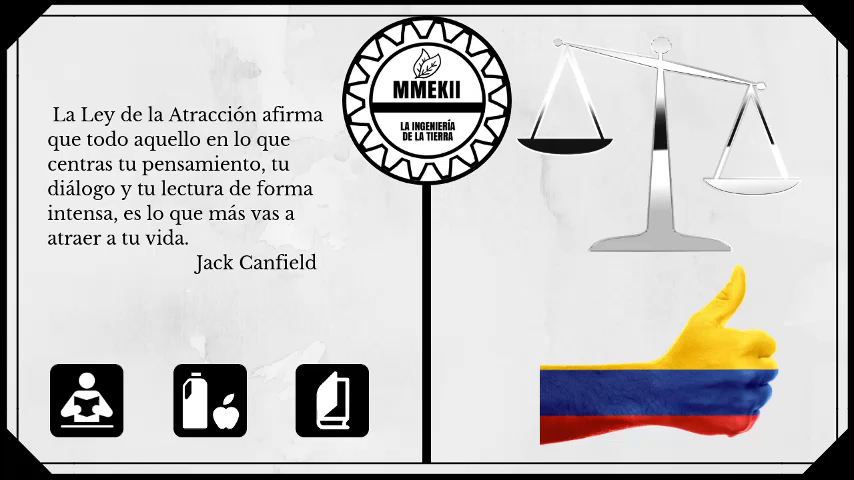 La Ley de la Atracción afirma
que todo aquello en lo que
centras tu pensamiento, tu
diálogo y tu lectura de forma
intensa, es lo que más vas a
atraer a tu vida.
Jack Canfield
MMEKII
LA INGENIERÍA
DE LA TIERRA